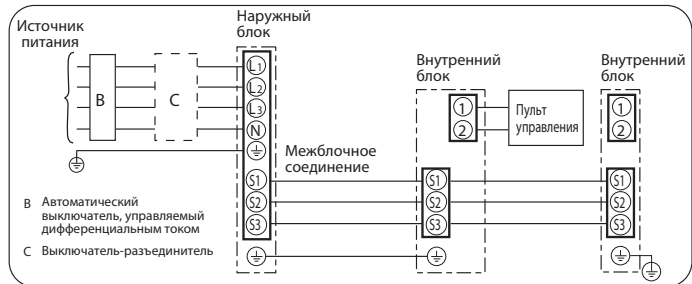 Источник
питания
Наружный
блок
Внутренний
блок
Внутренний
блок
B
C
L1
L2
L3
N
S1
S2
S3
Межблочное
соединение
1
2
Пульт
управления
S1
S2
S3
1
2
S1
S2
S3
B Автоматический
выключатель, управляемый
дифференциальным током
C Выключатель-разъединитель